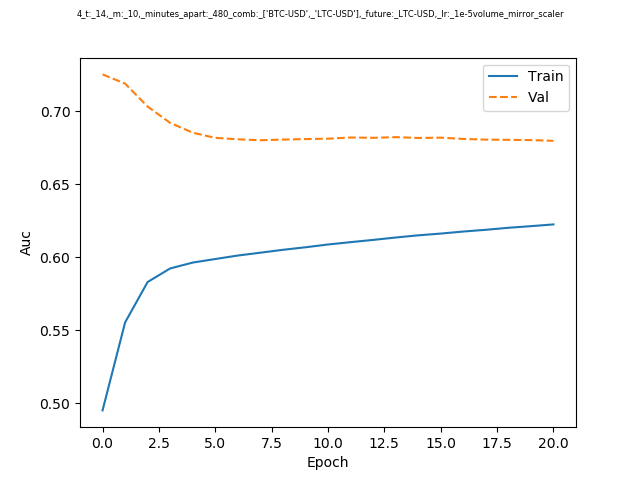 4_t:_14,_m:_10,_minutes_apart:_480_comb:_['BTC-USD',_'LTC-USD'],_future:_LTC-USD,_lr:_1e-5volume_mirror_scaler
Train
Val
Auc
0.70
0.65
0.60
0.55
0.50
0.0 2.5 5.0 7.5 10.0 12.5 15.0 17.5 20.0
Epoch